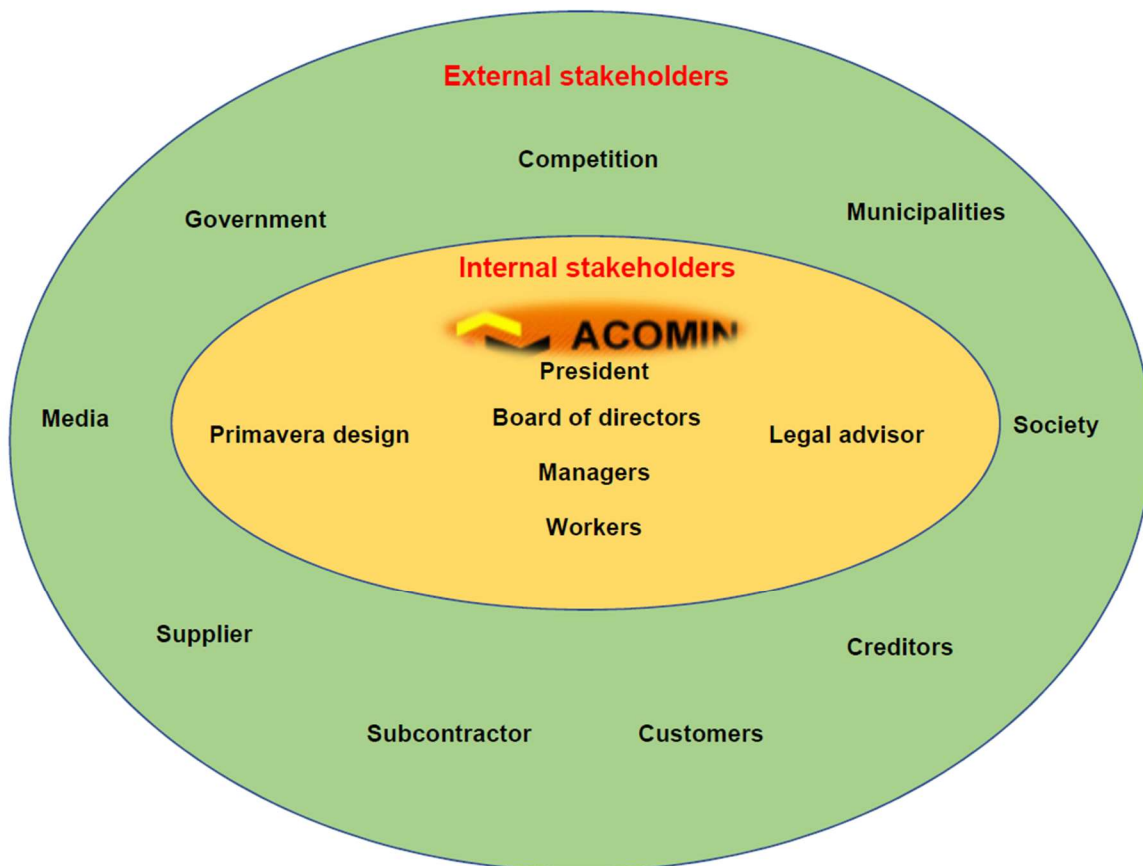 External stakeholders
Competition
Government
Municipalities
Internal stakeholders
ACOMIN
President
Media
Primavera design
Board of directors
Legal advisor
Society
Managers
Workers
Supplier
Creditors
Subcontractor
Customers